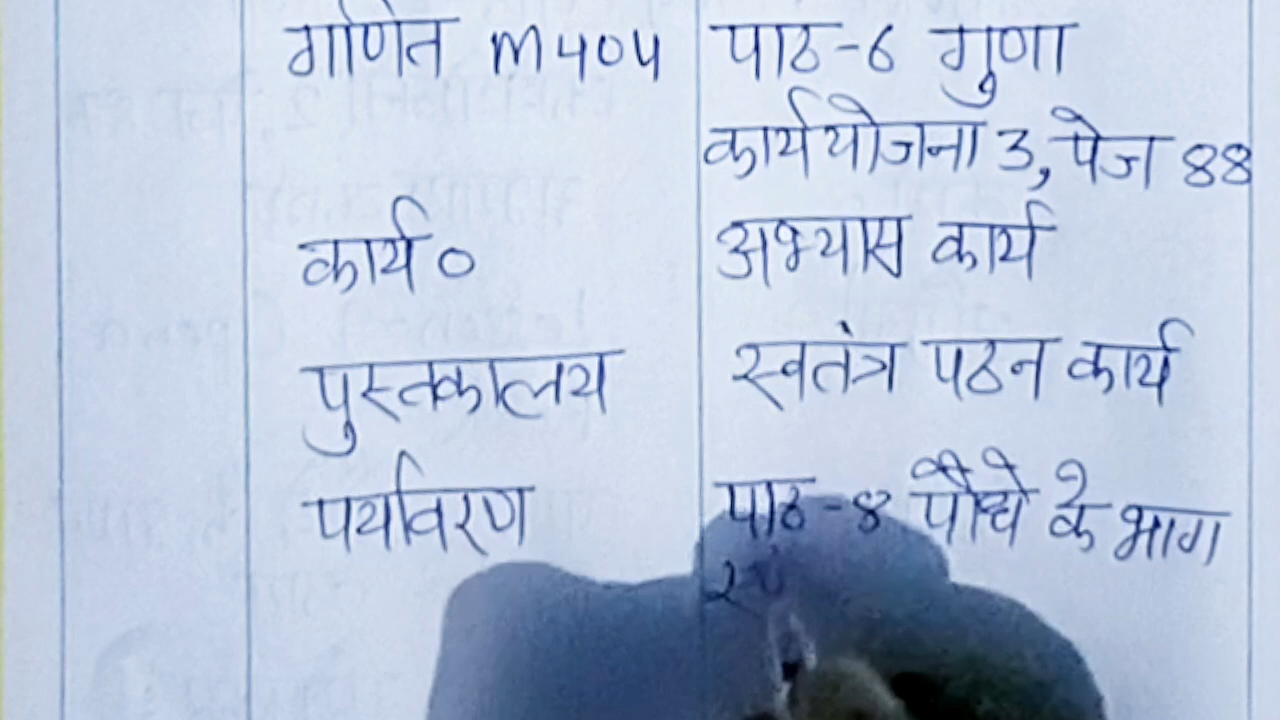 गणित M404 पाठ-6 गुणा
कार्ययोजना 3, पेज 88
कार्य० अभ्यास कार्य
पुस्तकालय स्वतंत्र पठन कार्य
पर्यावरण पाठ-8 पौधे के भाग